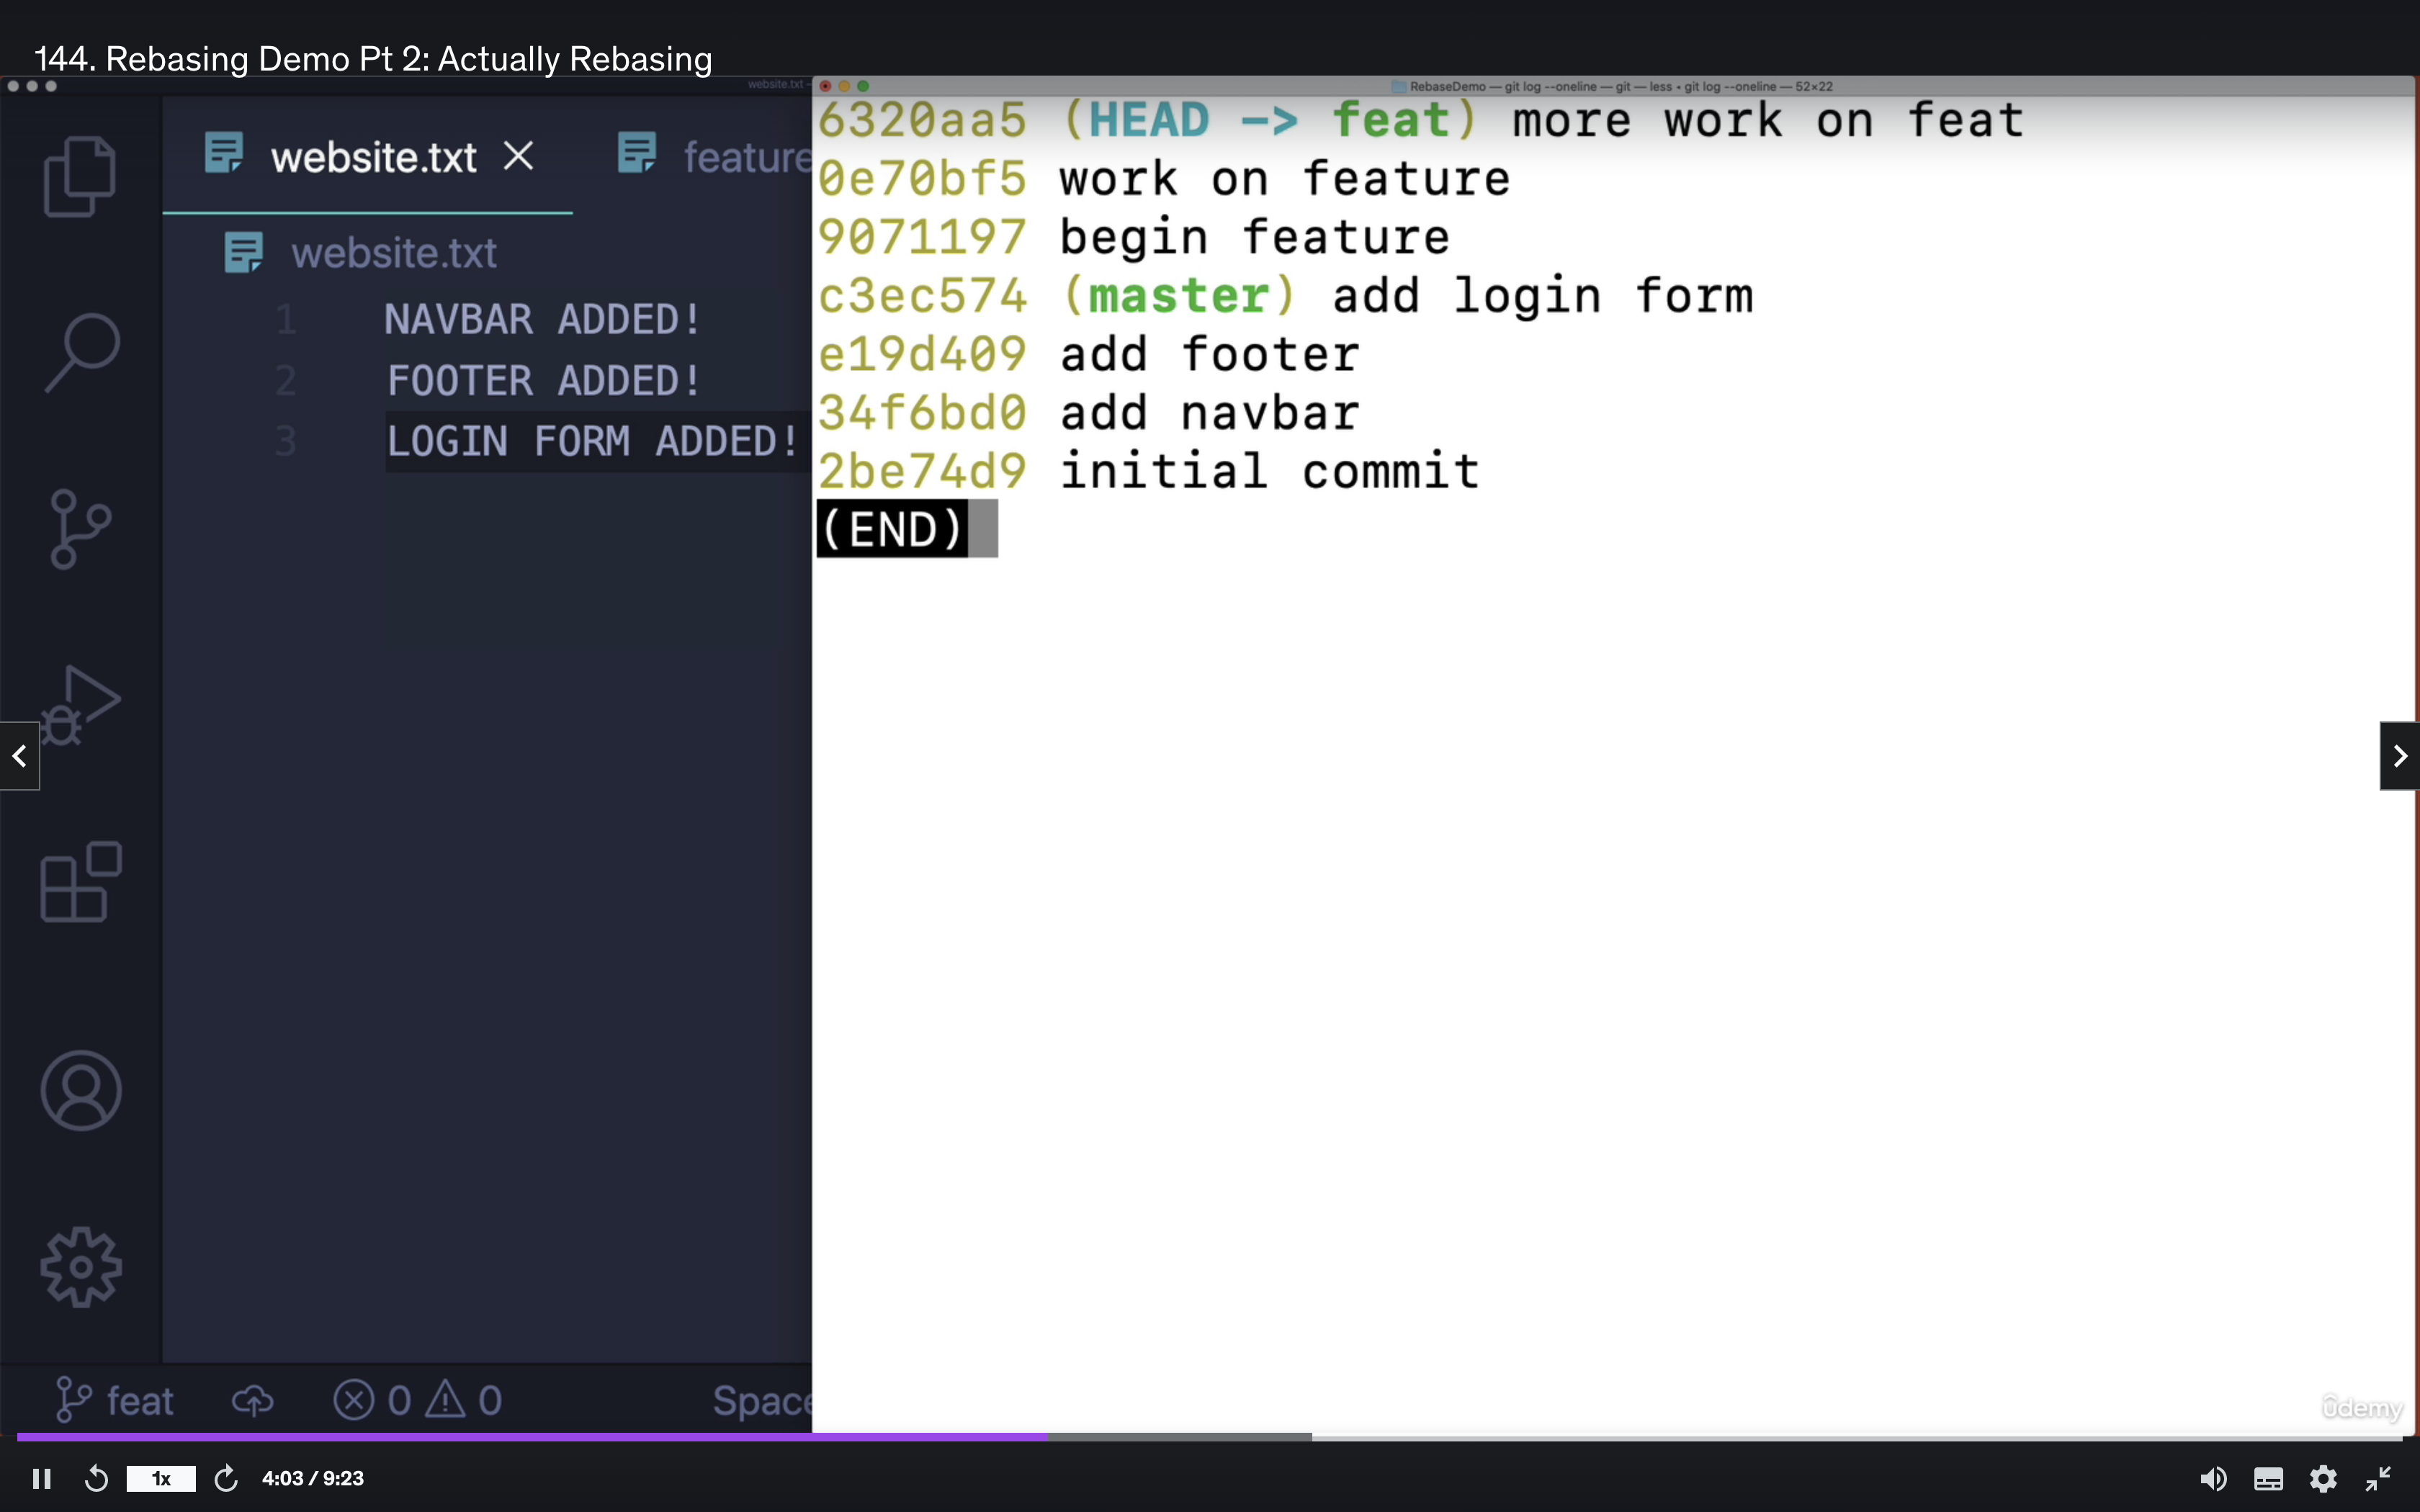 144. Rebasing Demo Pt 2: Actually Rebasing
website.txt –
RebaseDemo — git log --oneline — git — less • git log --oneline — 52×22
website.txt
feature
website.txt
1 NAVBAR ADDED!
2 FOOTER ADDED!
3 LOGIN FORM ADDED!
6320aa5 (HEAD -> feat) more work on feat
0e70bf5 work on feature
9071197 begin feature
c3ec574 (master) add login form
e19d409 add footer
34f6bd0 add navbar
2be74d9 initial commit
(END)
feat 0 0 Space
ûdemy
1x 4:03 / 9:23